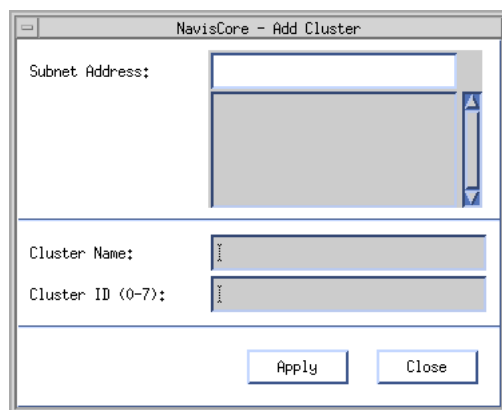 NavisCore - Add Cluster
Subnet Address:
Cluster Name:
Cluster ID (0-7):
Apply
Close